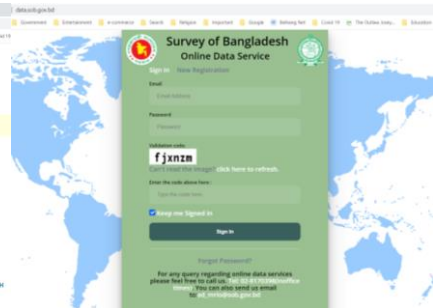 data.sob.gov.bd
Government Entertainment e-commerce Search Religion Important Google Bethong Net Covid 19
Survey of Bangladesh
Online Data Service
Sign in New Registration
Email
Email Address
Password
Password
Validation code
fjxnzm
Can't read the image? click here to refresh.
Enter the code above here :
Type the code here
Keep me Signed in
Sign in
Forgot Password?
For any query regarding online data services
please feel free to call us.
You can also send us email
to